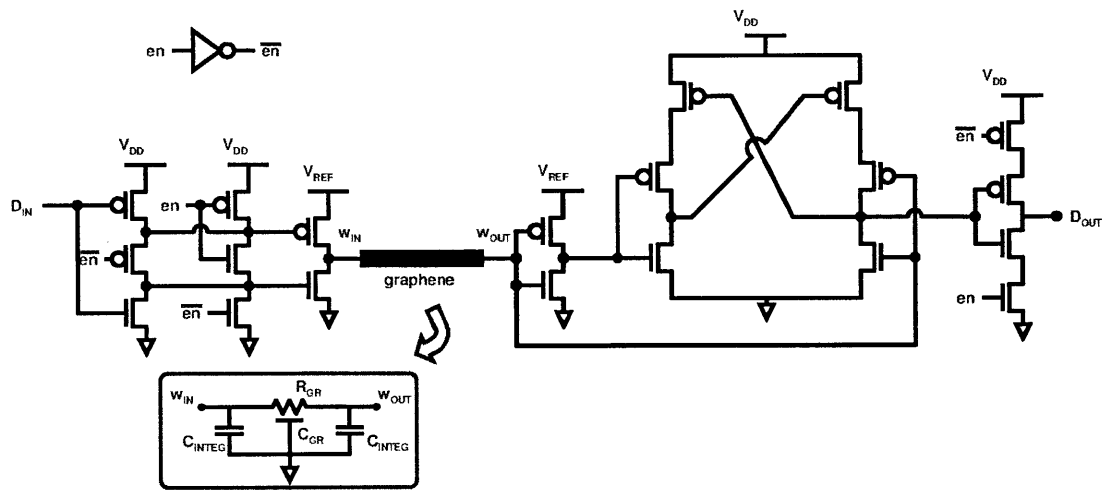 en
en
V_DD
V_DD
V_DD
V_DD
V_REF
V_REF
en
D_IN
en
w_IN
w_OUT
D_OUT
en
graphene
en
en
R_GR
w_IN
w_OUT
C_INTEG
C_GR
C_INTEG